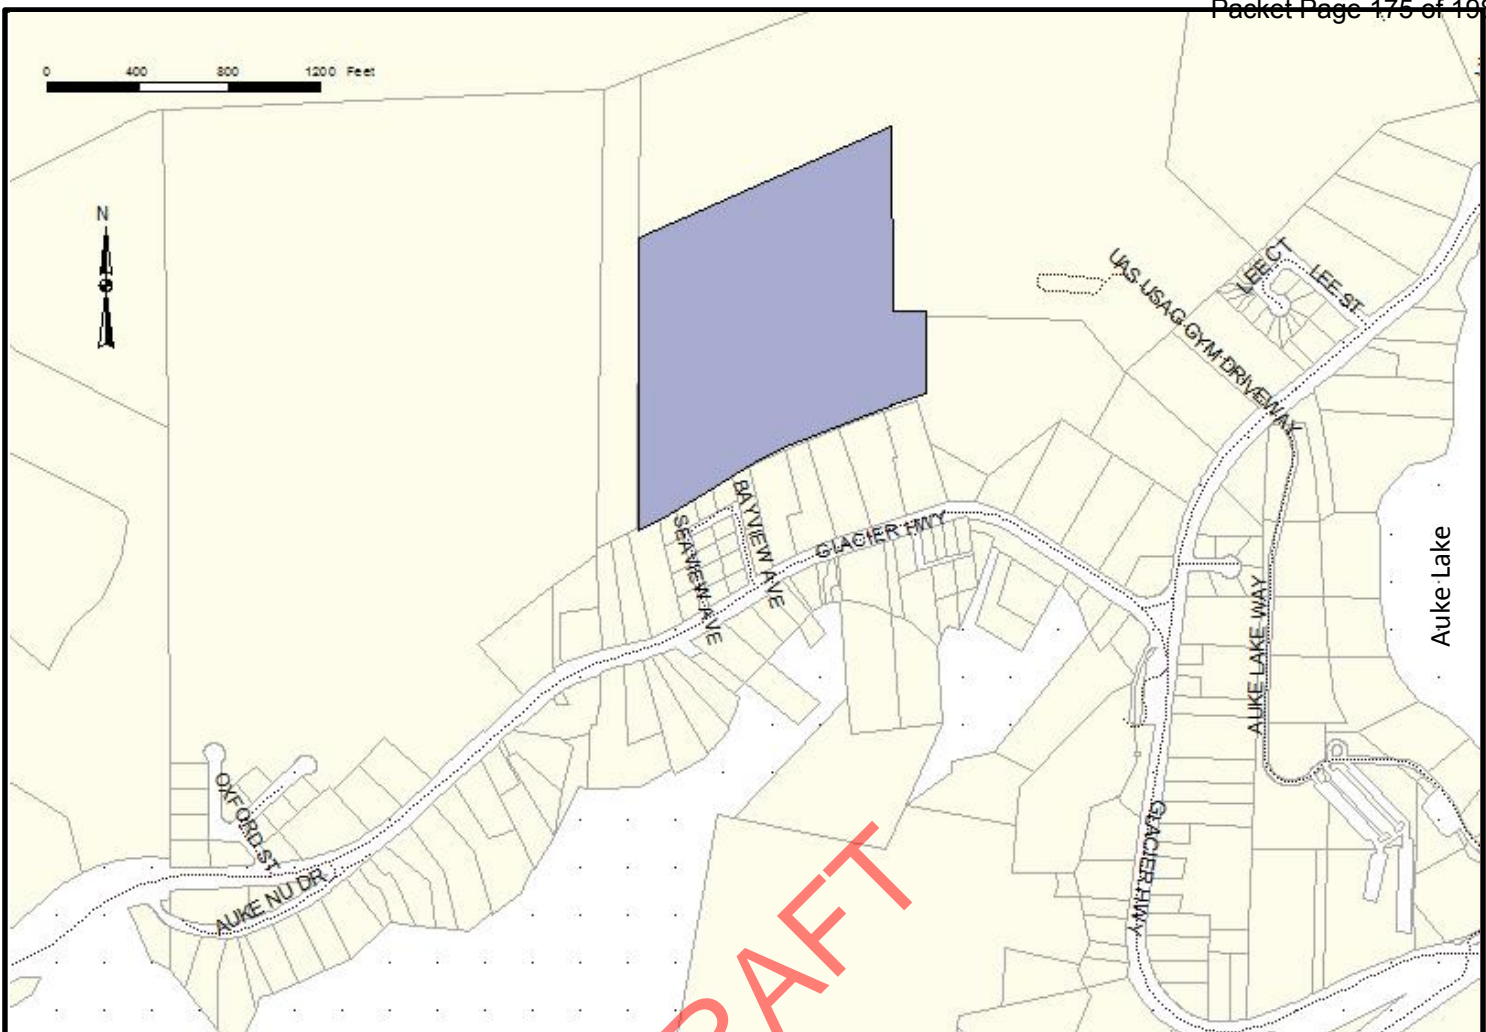 Packet Page 175 of 19
0 400 800 1200 Feet
N
LEE CT
LEE ST
UAS-USAG GYM DRIVEWAY
BAYVIEW AVE
SEAVIEW AVE
GLACIER HWY
Auke Lake
AUKE LAKE WAY
OXFORD ST
AUKE NU DR
GLACIER HWY
RAFT